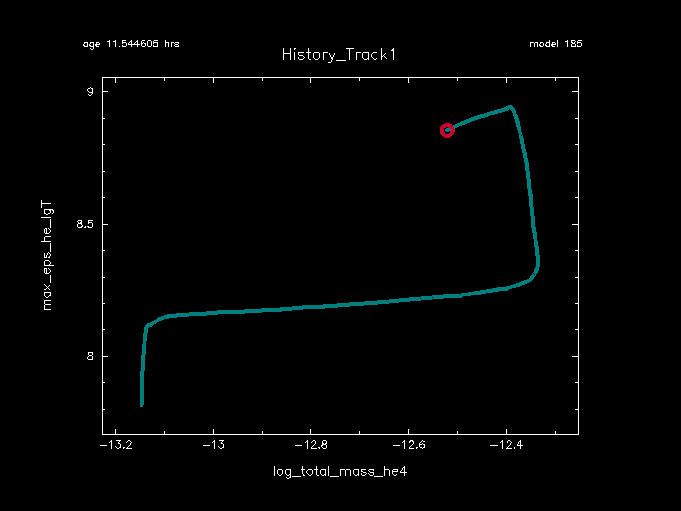 age 11.544605 hrs
model 185
History_Track1
9
8.5
8
max_eps_he_lgT
-13.2
-13
-12.8
-12.6
-12.4
log_total_mass_he4